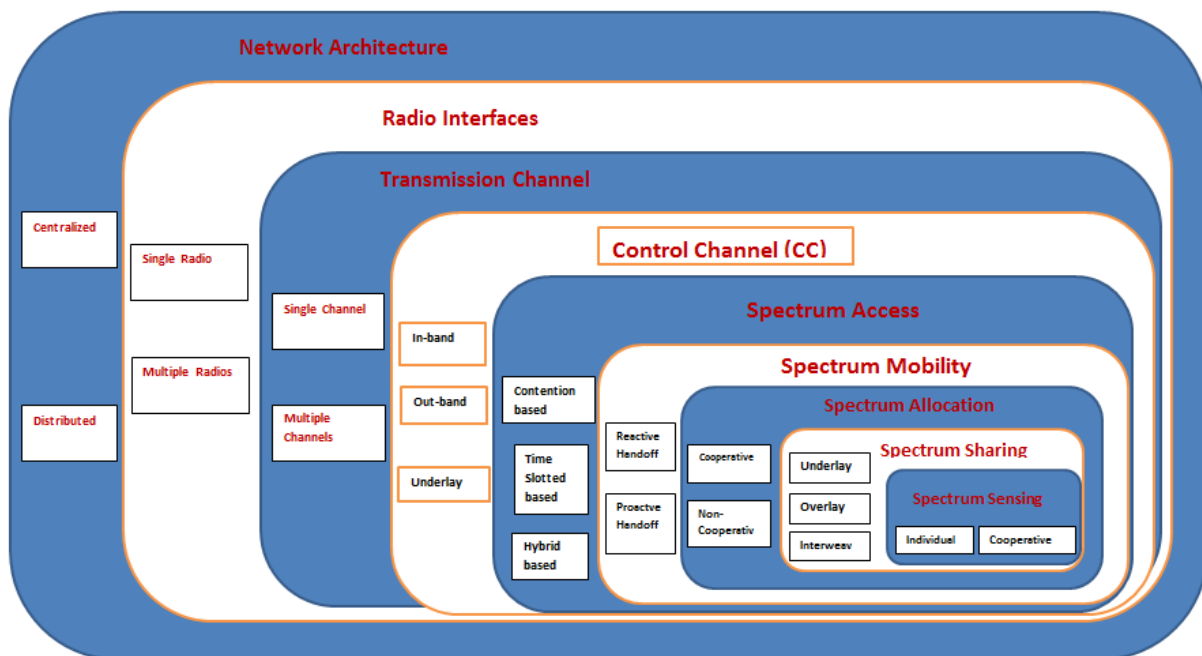 Network Architecture
Radio Interfaces
Transmission Channel
Control Channel (CC)
Spectrum Access
Spectrum Mobility
Spectrum Allocation
Spectrum Sharing
Spectrum Sensing
Centralized
Distributed
Single Radio
Multiple Radios
Single Channel
Multiple
Channels
In-band
Out-band
Underlay
Contention
based
Time
Slotted
based
Hybrid
based
Reactive
Handoff
Proactve
Handoff
Cooperative
Non-
Cooperativ
Underlay
Overlay
Interweav
Individual
Cooperative